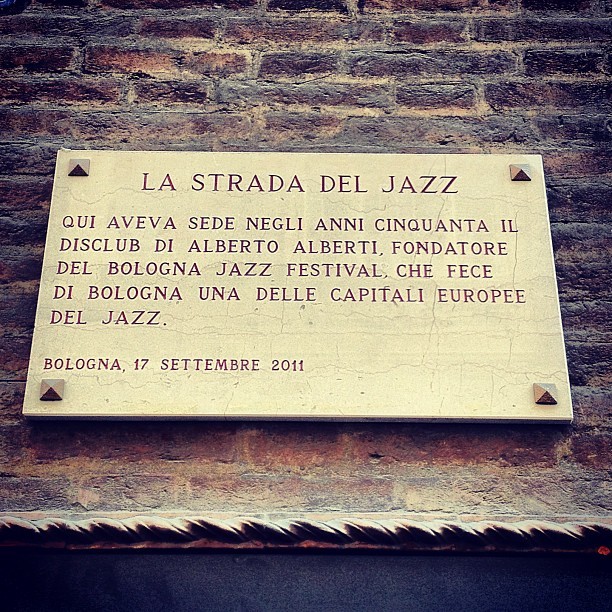 LA STRADA DEL JAZZ
QUI AVEVA SEDE NEGLI ANNI CINQUANTA IL
DISCLUB DI ALBERTO ALBERTI, FONDATORE
DEL BOLOGNA JAZZ FESTIVAL, CHE FECE
DI BOLOGNA UNA DELLE CAPITALI EUROPEE
DEL JAZZ.
BOLOGNA, 17 SETTEMBRE 2011